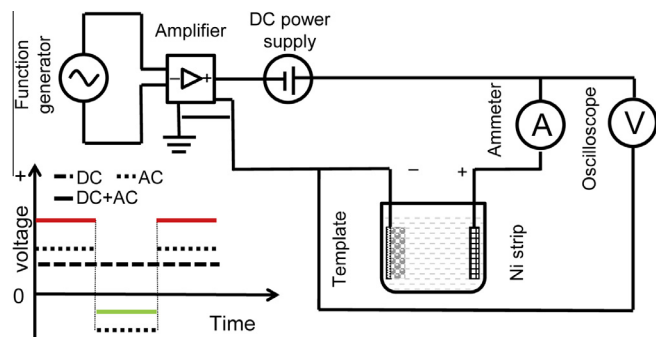 Function
generator
Amplifier
DC power
supply
− +
Ammeter
A
Oscilloscope
V
− +
Template
Ni strip
+
voltage
0
DC AC
DC+AC
Time